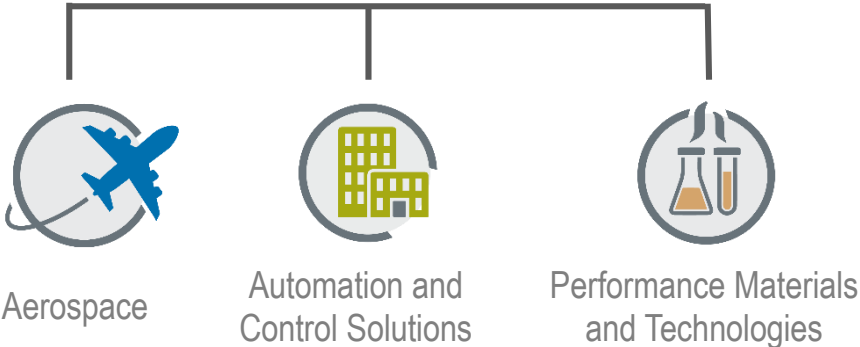 Aerospace
Automation and
Control Solutions
Performance Materials
and Technologies